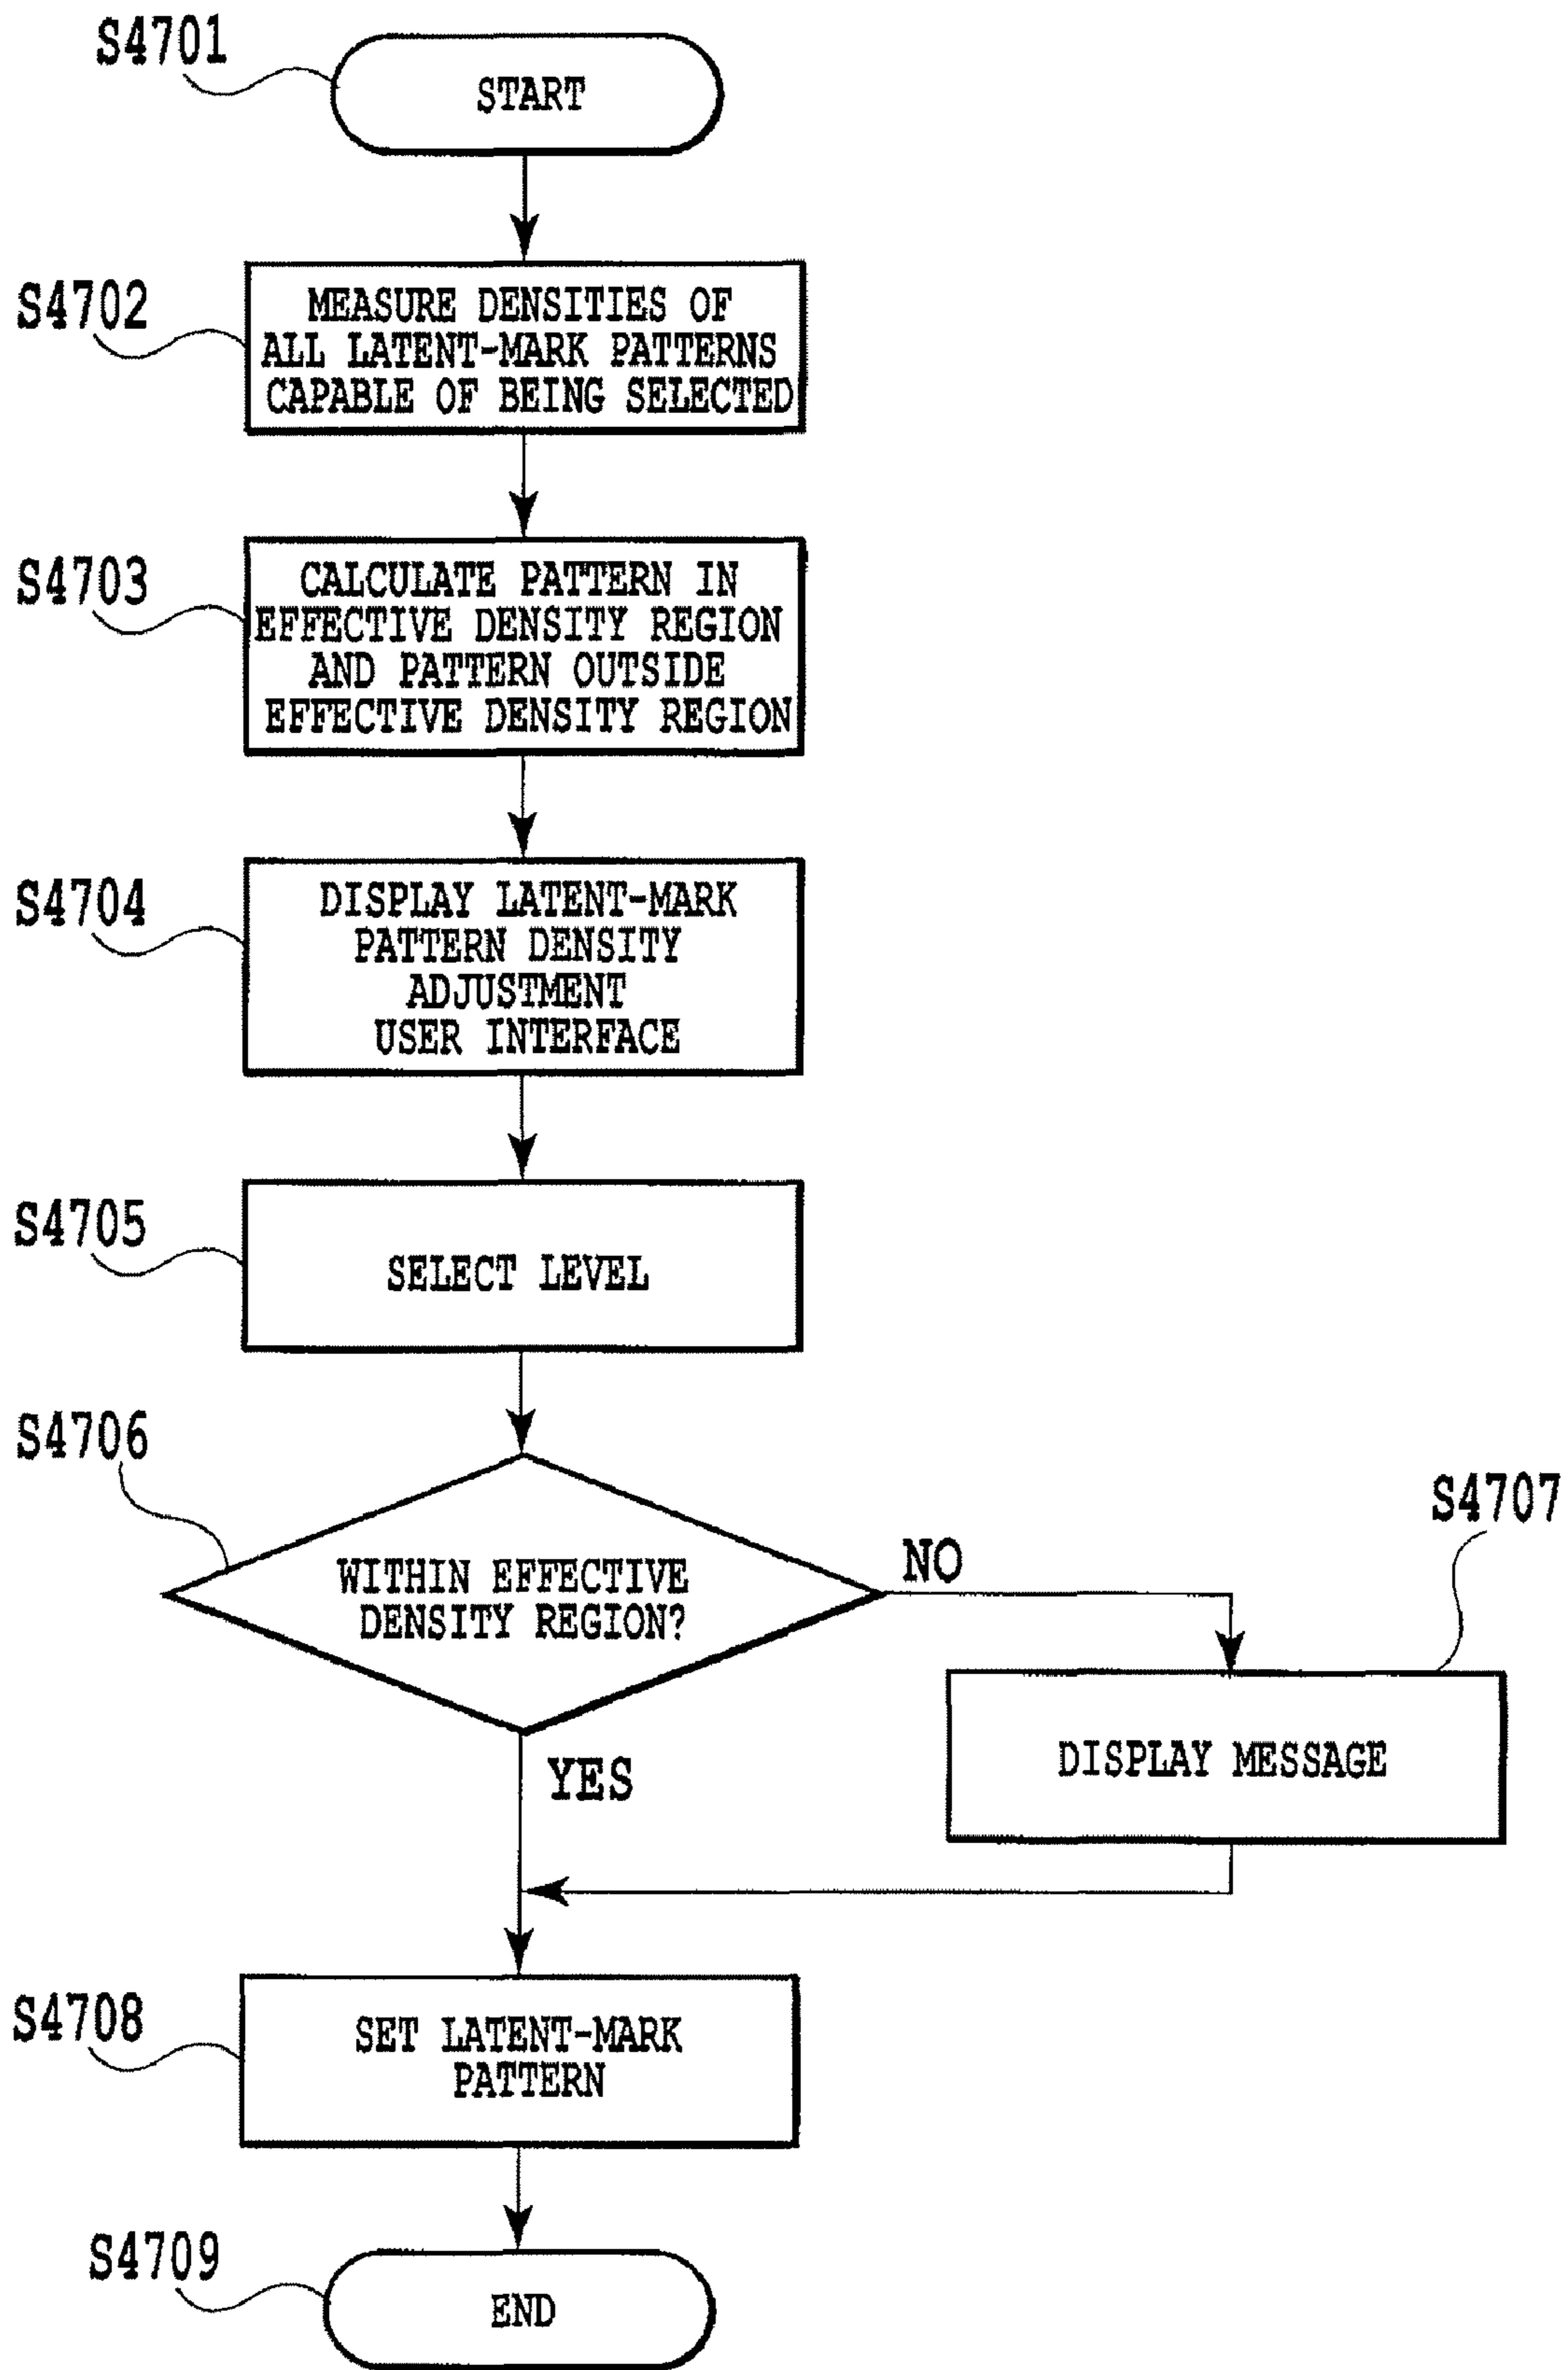 S4701
START
S4702
MEASURE DENSITIES OF
ALL LATENT-MARK PATTERNS
CAPABLE OF BEING SELECTED
S4703
CALCULATE PATTERN IN
EFFECTIVE DENSITY REGION
AND PATTERN OUTSIDE
EFFECTIVE DENSITY REGION
S4704
DISPLAY LATENT-MARK
PATTERN DENSITY
ADJUSTMENT
USER INTERFACE
S4705
SELECT LEVEL
S4706
WITHIN EFFECTIVE
DENSITY REGION?
NO
S4707
DISPLAY MESSAGE
YES
S4708
SET LATENT-MARK
PATTERN
S4709
END